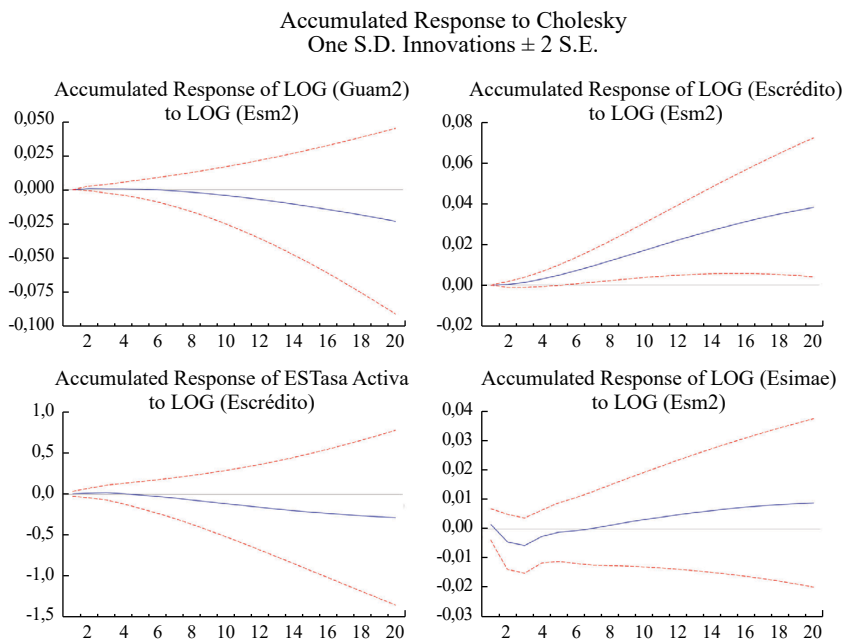 Accumulated Response to Cholesky
One S.D. Innovations ± 2 S.E.
Accumulated Response of LOG (Guam2)
to LOG (Esm2)
0,050
0,025
0,000
-0,025
-0,050
-0,075
-0,100
2 4 6 8 10 12 14 16 18 20
Accumulated Response of LOG (Escrédito)
to LOG (Esm2)
0,08
0,06
0,04
0,02
0,00
-0,02
2 4 6 8 10 12 14 16 18 20
Accumulated Response of ESTasa Activa
to LOG (Escrédito)
1,0
0,5
0,0
-0,5
-1,0
-1,5
2 4 6 8 10 12 14 16 18 20
Accumulated Response of LOG (Esimae)
to LOG (Esm2)
0,04
0,03
0,02
0,01
0,00
-0,01
-0,02
-0,03
2 4 6 8 10 12 14 16 18 20